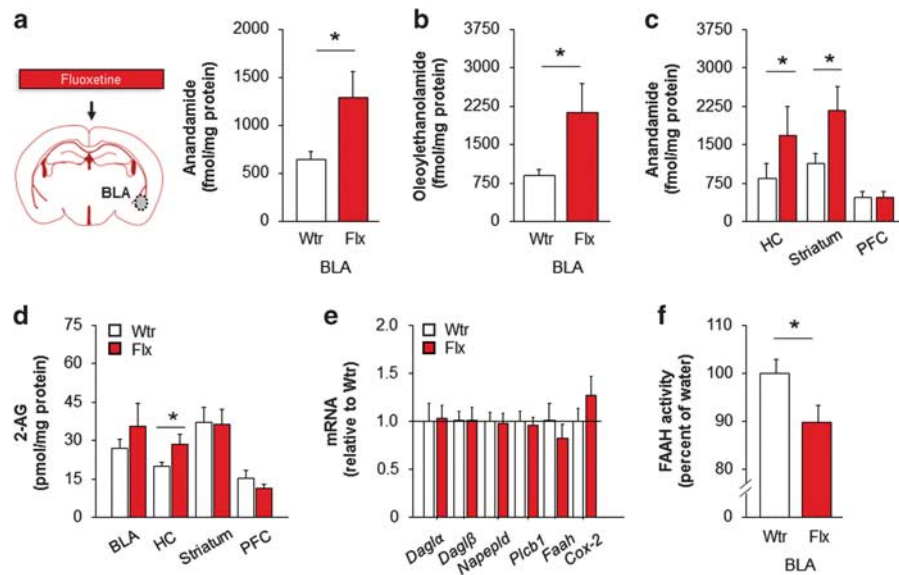 a
Fluoxetine
BLA
Anandamide
(fmol/mg protein)
2000
1500
1000
500
0
*
Wtr Flx
BLA
b
Oleoylethanolamide
(fmol/mg protein)
3750
3000
2250
1500
750
0
*
Wtr Flx
BLA
c
Anandamide
(fmol/mg protein)
3750
3000
2250
1500
750
0
* *
HC Striatum PFC
d
2-AG
(pmol/mg protein)
75
60
45
30
15
0
Wtr
Flx
*
BLA HC Striatum PFC
e
mRNA
(relative to Wtr)
2.0
1.5
1.0
0.5
0
Wtr
Flx
Daglα Daglβ Napepld Plcb1 Faah Cox-2
f
FAAH activity
(percent of water)
110
100
90
80
0
*
Wtr Flx
BLA